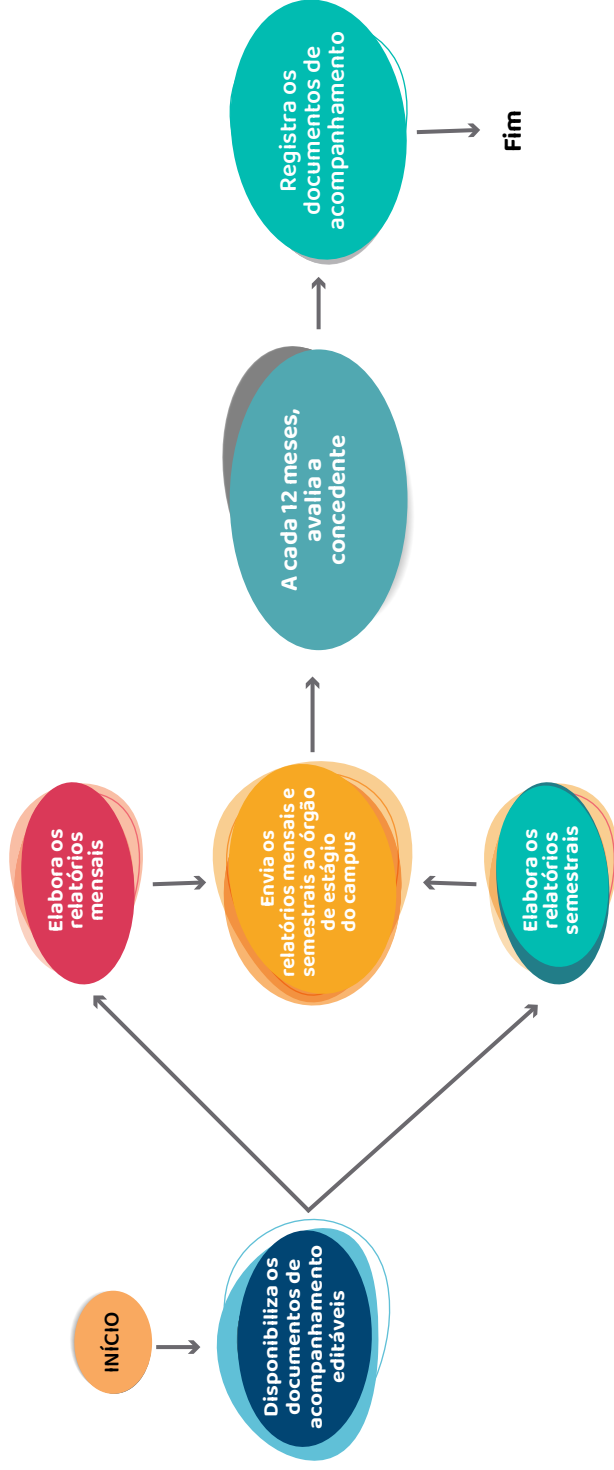 INÍCIO
Disponibiliza os
documentos de
acompanhamento
editáveis
Elabora os
relatórios
mensais
Envia os
relatórios mensais e
semestrais ao órgão
de estágio
do campus
Elabora os
relatórios
semestrais
A cada 12 meses,
avalia a
concedente
Registra os
documentos de
acompanhamento
Fim